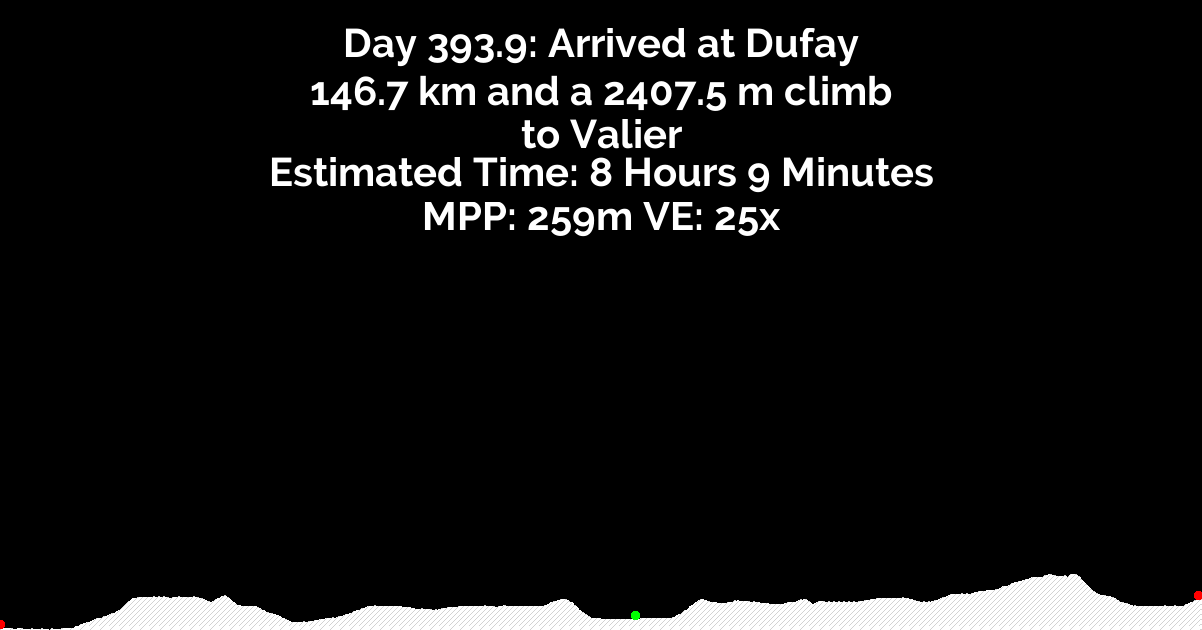 Day 393.9: Arrived at Dufay
146.7 km and a 2407.5 m climb
to Valier
Estimated Time: 8 Hours 9 Minutes
MPP: 259m VE: 25x